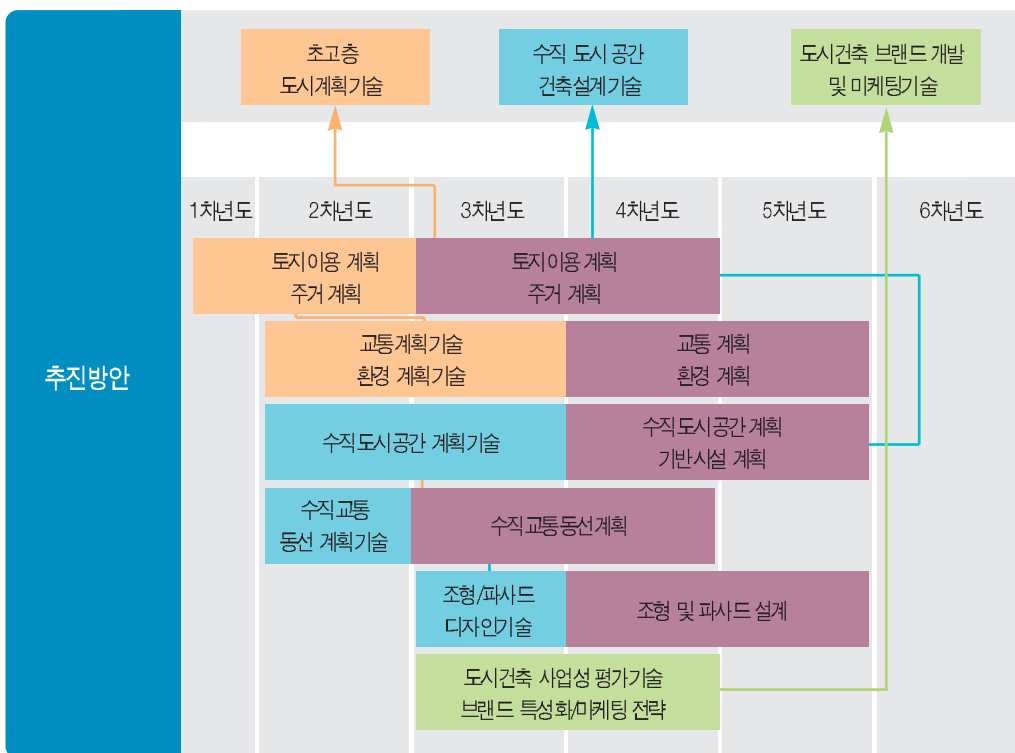 초고층
도시계획기술
수직 도시 공간
건축설계기술
도시건축 브랜드 개발
및 미케팅기술
1차년도
2차년도
3차년도
4차년도
5차년도
6차년도
추진방안
토지이용 계획
주거 계획
토지이용 계획
주거 계획
교통계획기술
환경 계획기술
교통 계획
환경 계획
수직도시공간 계획기술
수직도시공간 계획
기반시설 계획
수직교통
동선 계획기술
수직교통동선계획
조형/파사드
디자인기술
조형 및 파사드 설계
도시건축 사업성 평가기술
브랜드 특성화/마케팅 전략